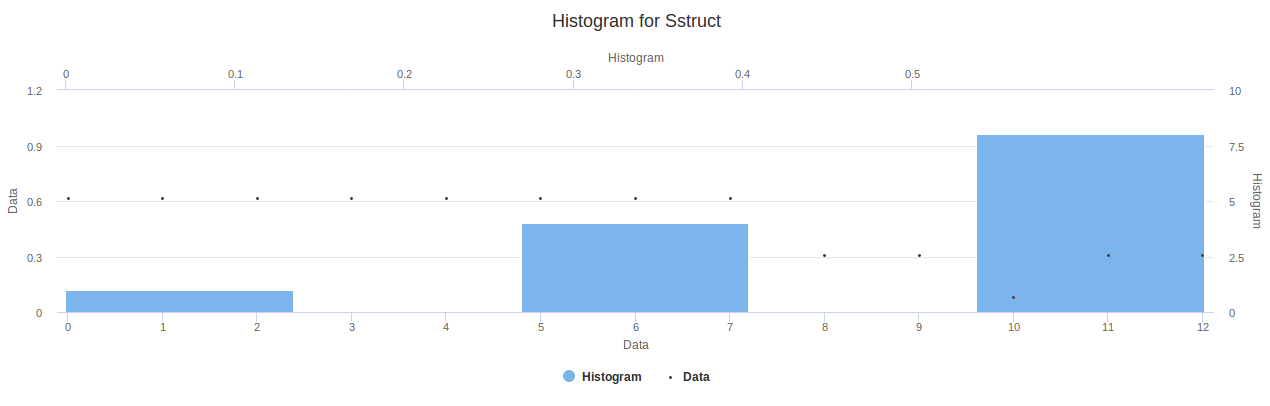 Histogram for Sstruct
Histogram
0 0.1 0.2 0.3 0.4 0.5
1.2 10
0.9 7.5
Data 0.6 5 Histogram
0.3 2.5
0 0
0 1 2 3 4 5 6 7 8 9 10 11 12
Data
Histogram Data